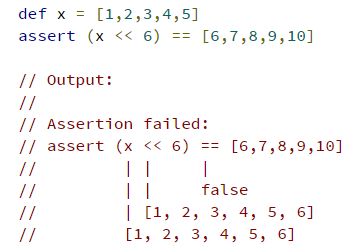 def x = [1,2,3,4,5]
assert (x << 6) == [6,7,8,9,10]

// Output:
//
// Assertion failed:
// assert (x << 6) == [6,7,8,9,10]
//         | |     |
//         | |     false
//         | [1, 2, 3, 4, 5, 6]
//         [1, 2, 3, 4, 5, 6]